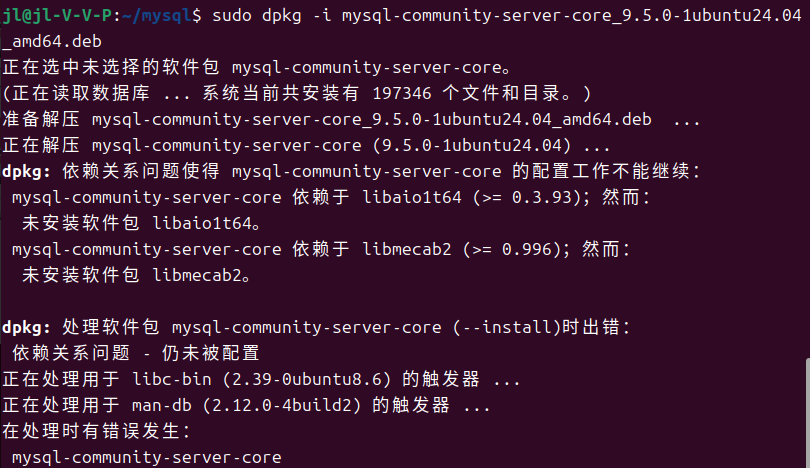 jl@jl-V-V-P:~/mysql$ sudo dpkg -i mysql-community-server-core_9.5.0-1ubuntu24.04
_amd64.deb
正在选中未选择的软件包 mysql-community-server-core。
(正在读取数据库 ... 系统当前共安装有 197346 个文件和目录。)
准备解压 mysql-community-server-core_9.5.0-1ubuntu24.04_amd64.deb  ...
正在解压 mysql-community-server-core (9.5.0-1ubuntu24.04) ...
dpkg: 依赖关系问题使得 mysql-community-server-core 的配置工作不能继续：
 mysql-community-server-core 依赖于 libaio1t64 (>= 0.3.93)；然而：
  未安装软件包 libaio1t64。
 mysql-community-server-core 依赖于 libmecab2 (>= 0.996)；然而：
  未安装软件包 libmecab2。

dpkg: 处理软件包 mysql-community-server-core (--install)时出错：
 依赖关系问题 - 仍未被配置
正在处理用于 libc-bin (2.39-0ubuntu8.6) 的触发器 ...
正在处理用于 man-db (2.12.0-4build2) 的触发器 ...
在处理时有错误发生：
 mysql-community-server-core